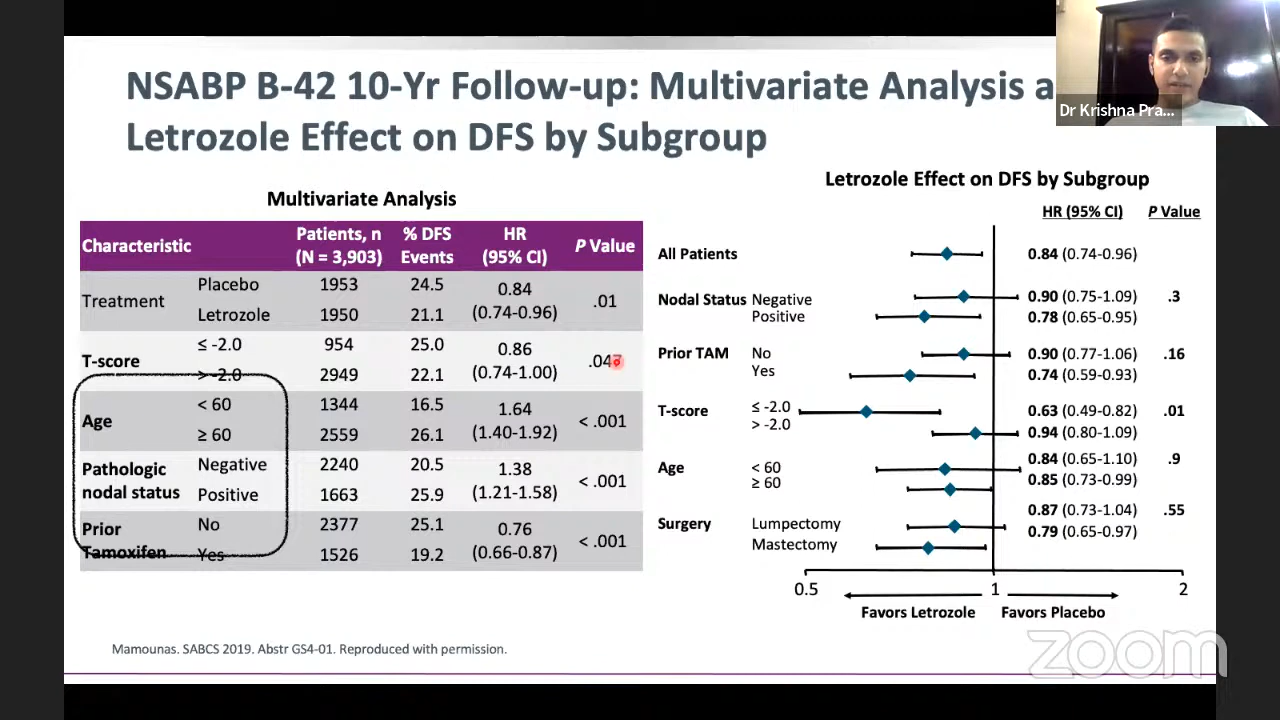 NSABP B-42 10-Yr Follow-up: Multivariate Analysis a
Letrozole Effect on DFS by Subgroup
Dr Krishna Pra...
Multivariate Analysis
Characteristic Patients, n (N = 3,903) % DFS Events HR (95% CI) P Value
Treatment Placebo 1953 24.5 0.84 (0.74-0.96) .01
Letrozole 1950 21.1
T-score ≤ -2.0 954 25.0 0.86 (0.74-1.00) .047
> -2.0 2949 22.1
Age < 60 1344 16.5 1.64 (1.40-1.92) < .001
≥ 60 2559 26.1
Pathologic nodal status Negative 2240 20.5 1.38 (1.21-1.58) < .001
Positive 1663 25.9
Prior Tamoxifen No 2377 25.1 0.76 (0.66-0.87) < .001
Yes 1526 19.2
Letrozole Effect on DFS by Subgroup
HR (95% CI) P Value
All Patients 0.84 (0.74-0.96)
Nodal Status Negative 0.90 (0.75-1.09) .3
Positive 0.78 (0.65-0.95)
Prior TAM No 0.90 (0.77-1.06) .16
Yes 0.74 (0.59-0.93)
T-score ≤ -2.0 0.63 (0.49-0.82) .01
> -2.0 0.94 (0.80-1.09)
Age < 60 0.84 (0.65-1.10) .9
≥ 60 0.85 (0.73-0.99)
Surgery Lumpectomy 0.87 (0.73-1.04) .55
Mastectomy 0.79 (0.65-0.97)
0.5 1 2
Favors Letrozole Favors Placebo
Mamounas. SABCS 2019. Abstr GS4-01. Reproduced with permission.
zoom